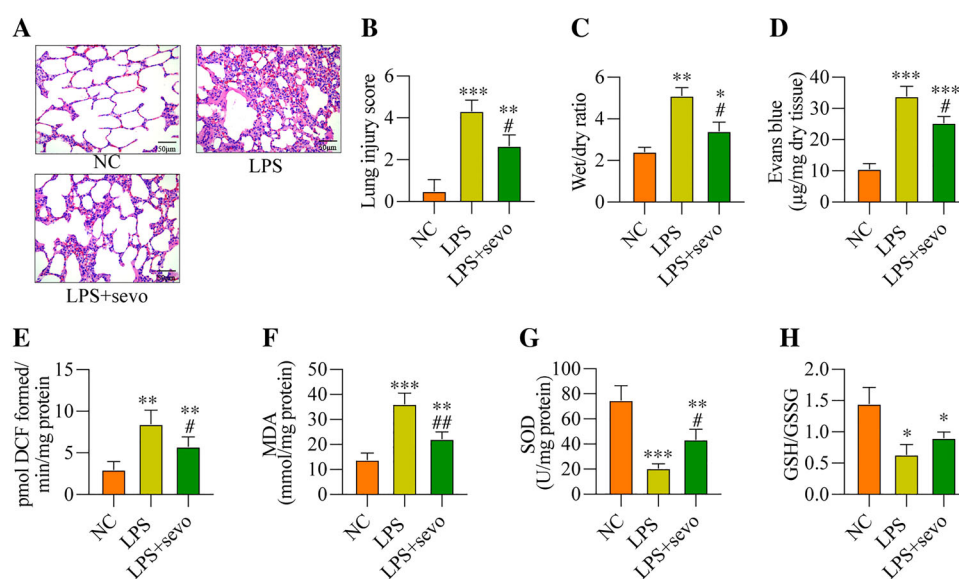 A
50μm
NC
50μm
LPS
50μm
LPS+sevo
B
Lung injury score
6
4
2
0
***
**
#
NC
LPS
LPS+sevo
C
Wet/dry ratio
6
4
2
0
**
*
#
NC
LPS
LPS+sevo
D
Evans blue
(μg/mg dry tissue)
40
30
20
10
0
***
***
#
NC
LPS
LPS+sevo
E
pmol DCF formed/
min/mg protein
15
10
5
0
**
**
#
NC
LPS
LPS+sevo
F
MDA
(mmol/mg protein)
50
40
30
20
10
0
***
**
##
NC
LPS
LPS+sevo
G
SOD
(U/mg protein)
100
80
60
40
20
0
***
**
#
NC
LPS
LPS+sevo
H
GSH/GSSG
2.0
1.5
1.0
0.5
0.0
*
*
NC
LPS
LPS+sevo